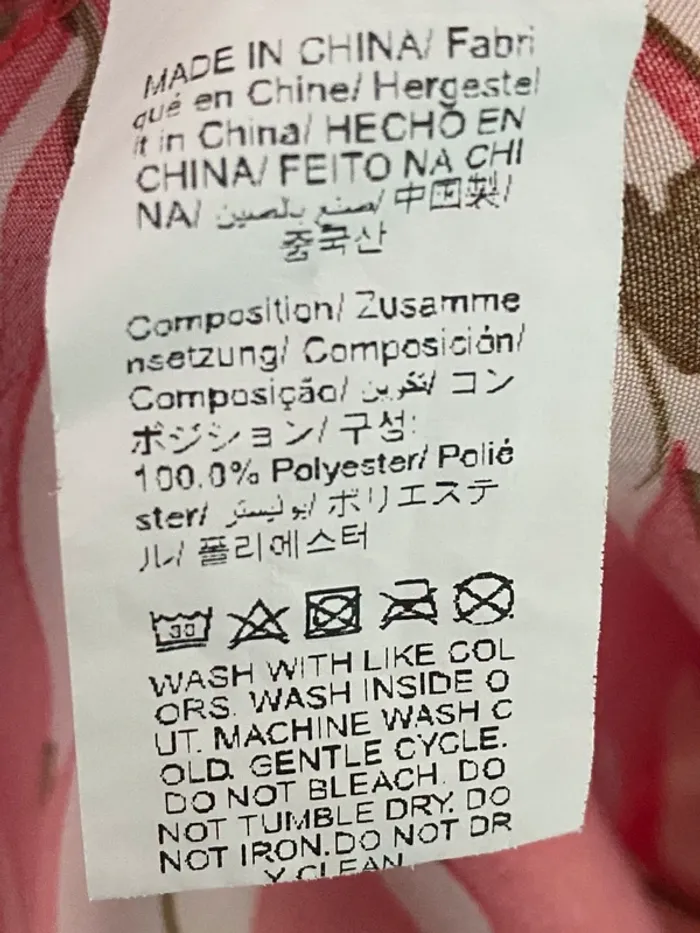 MADE IN CHINA/ Fabri
qué en Chine/ Hergestel
lt in China/ HECHO EN
CHINA/ FEITO NA CHI
NA/ صنع بالصين/ 中国製/
중국산
Composition/ Zusamme
nsetzung/ Composición/
Composição/ تكوين/ コン
ポジション/ 구성:
100.0% Polyester/ Polié
ster/ بوليستر/ ポリエステ
ル/ 폴리에스터
30
WASH WITH LIKE COL
ORS. WASH INSIDE O
UT. MACHINE WASH C
OLD. GENTLE CYCLE.
DO NOT BLEACH. DO
NOT TUMBLE DRY. DO
NOT IRON.DO NOT DR
Y CLEAN